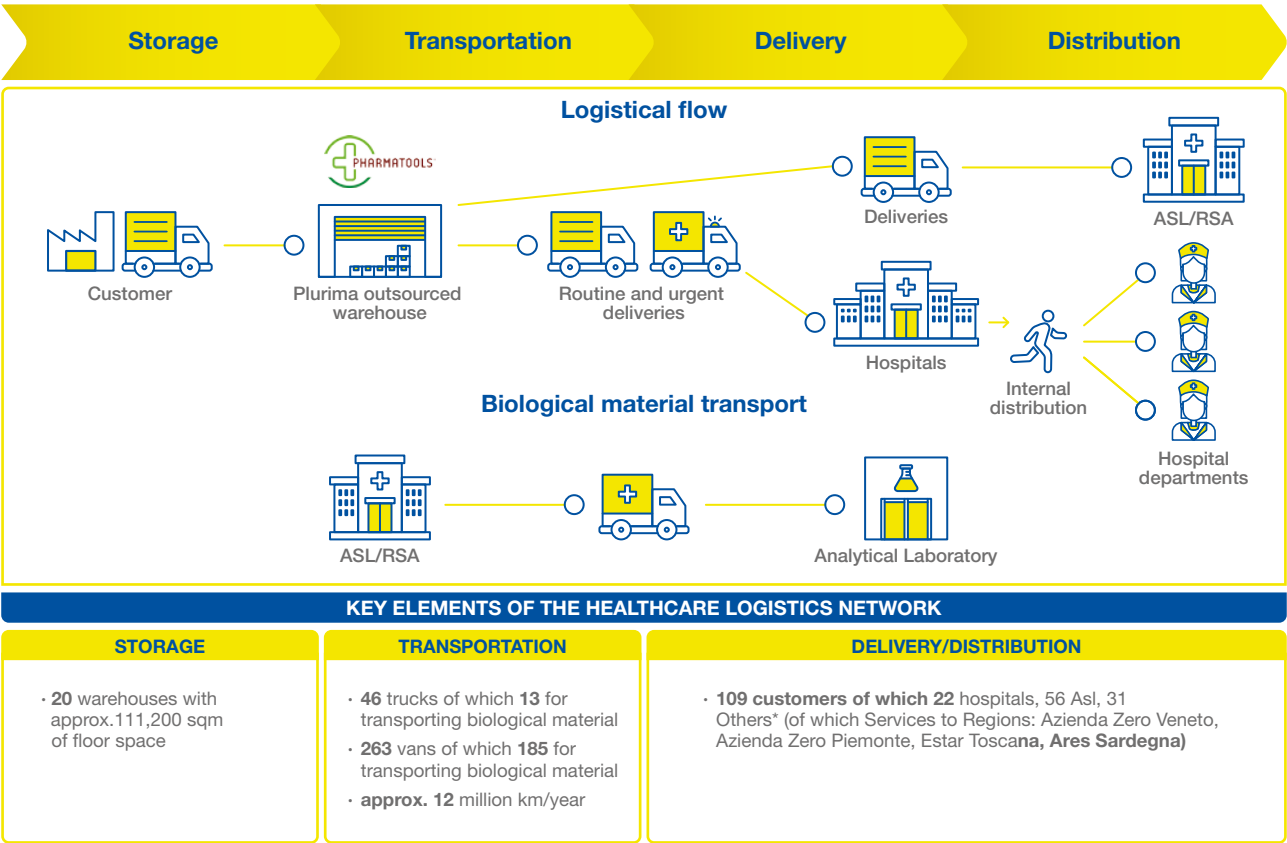 Storage
Transportation
Delivery
Distribution
Logistical flow
PHARMATOOLS
Customer
Plurima outsourced
warehouse
Routine and urgent
deliveries
Deliveries
ASL/RSA
Hospitals
Internal
distribution
Hospital
departments
Biological material transport
ASL/RSA
Analytical Laboratory
KEY ELEMENTS OF THE HEALTHCARE LOGISTICS NETWORK
STORAGE
· 20 warehouses with
approx.111,200 sqm
of floor space
TRANSPORTATION
· 46 trucks of which 13 for
transporting biological material
· 263 vans of which 185 for
transporting biological material
· approx. 12 million km/year
DELIVERY/DISTRIBUTION
· 109 customers of which 22 hospitals, 56 Asl, 31
Others* (of which Services to Regions: Azienda Zero Veneto,
Azienda Zero Piemonte, Estar Toscana, Ares Sardegna)